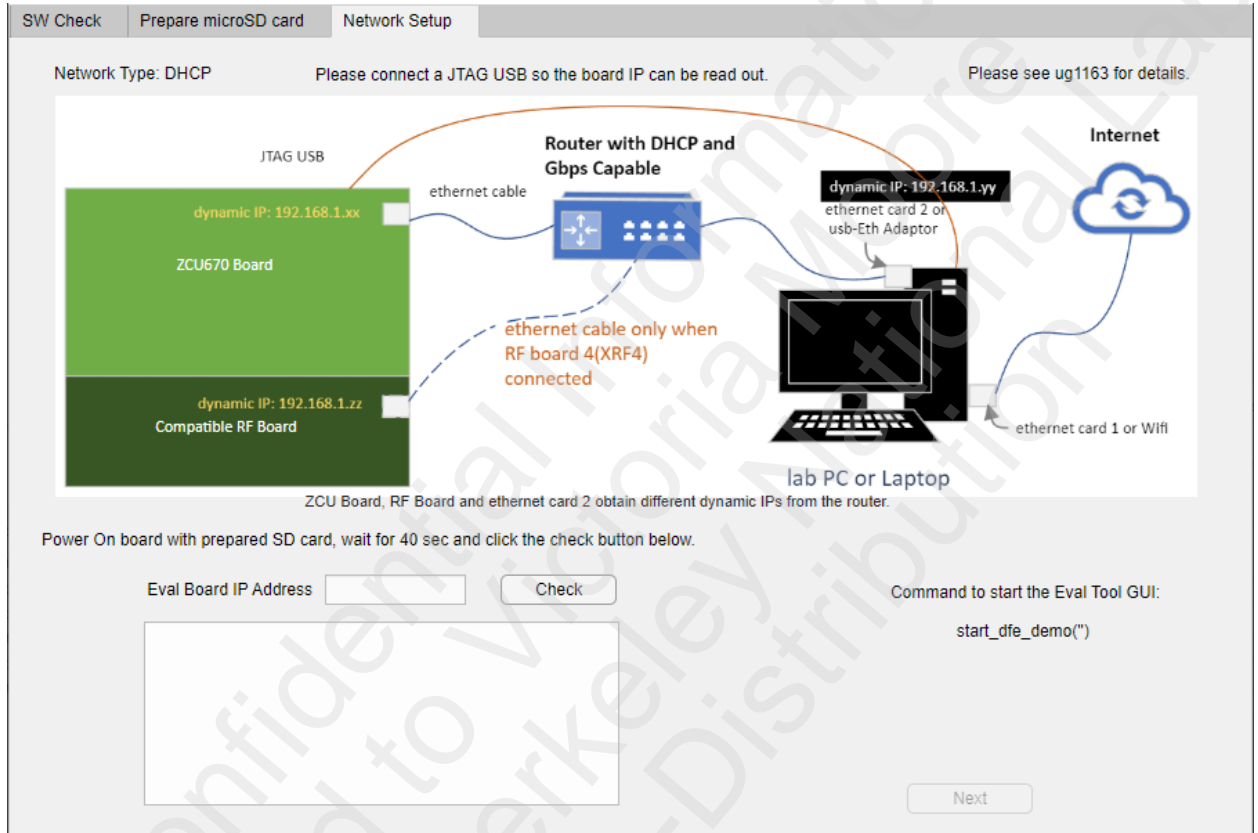 SW Check Prepare microSD card Network Setup
Network Type: DHCP Please connect a JTAG USB so the board IP can be read out. Please see ug1163 for details.
JTAG USB
Router with DHCP and
Gbps Capable
Internet
ethernet cable
dynamic IP: 192.168.1.yy
dynamic IP: 192.168.1.xx
ethernet card 2 or
usb-Eth Adaptor
ZCU670 Board
ethernet cable only when
RF board 4(XRF4)
connected
dynamic IP: 192.168.1.zz
Compatible RF Board
ethernet card 1 or Wifi
lab PC or Laptop
ZCU Board, RF Board and ethernet card 2 obtain different dynamic IPs from the router.
Power On board with prepared SD card, wait for 40 sec and click the check button below.
Eval Board IP Address Check
Command to start the Eval Tool GUI:
start_dfe_demo('')
Next